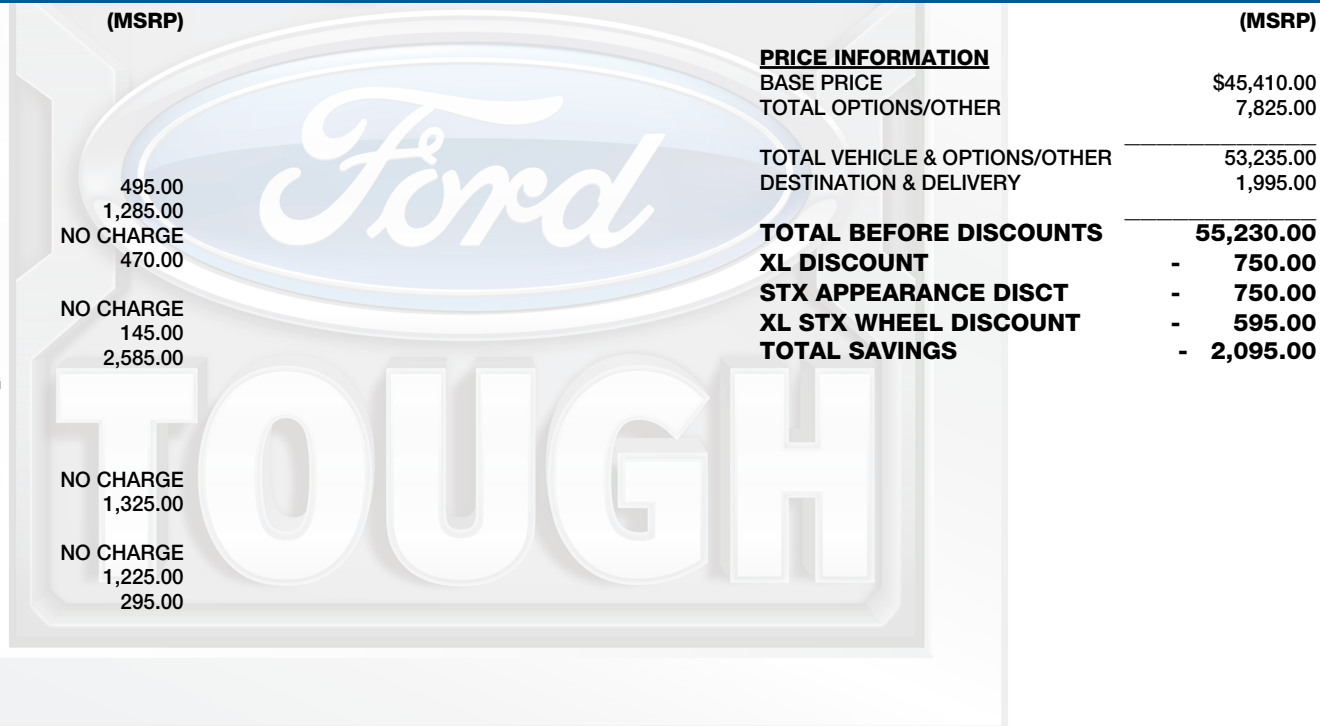 (MSRP)
495.00
1,285.00
NO CHARGE
470.00
NO CHARGE
145.00
2,585.00
NO CHARGE
1,325.00
NO CHARGE
1,225.00
295.00
Ford
TOUGH
(MSRP)
PRICE INFORMATION
BASE PRICE $45,410.00
TOTAL OPTIONS/OTHER 7,825.00
TOTAL VEHICLE & OPTIONS/OTHER 53,235.00
DESTINATION & DELIVERY 1,995.00
TOTAL BEFORE DISCOUNTS 55,230.00
XL DISCOUNT - 750.00
STX APPEARANCE DISCT - 750.00
XL STX WHEEL DISCOUNT - 595.00
TOTAL SAVINGS - 2,095.00